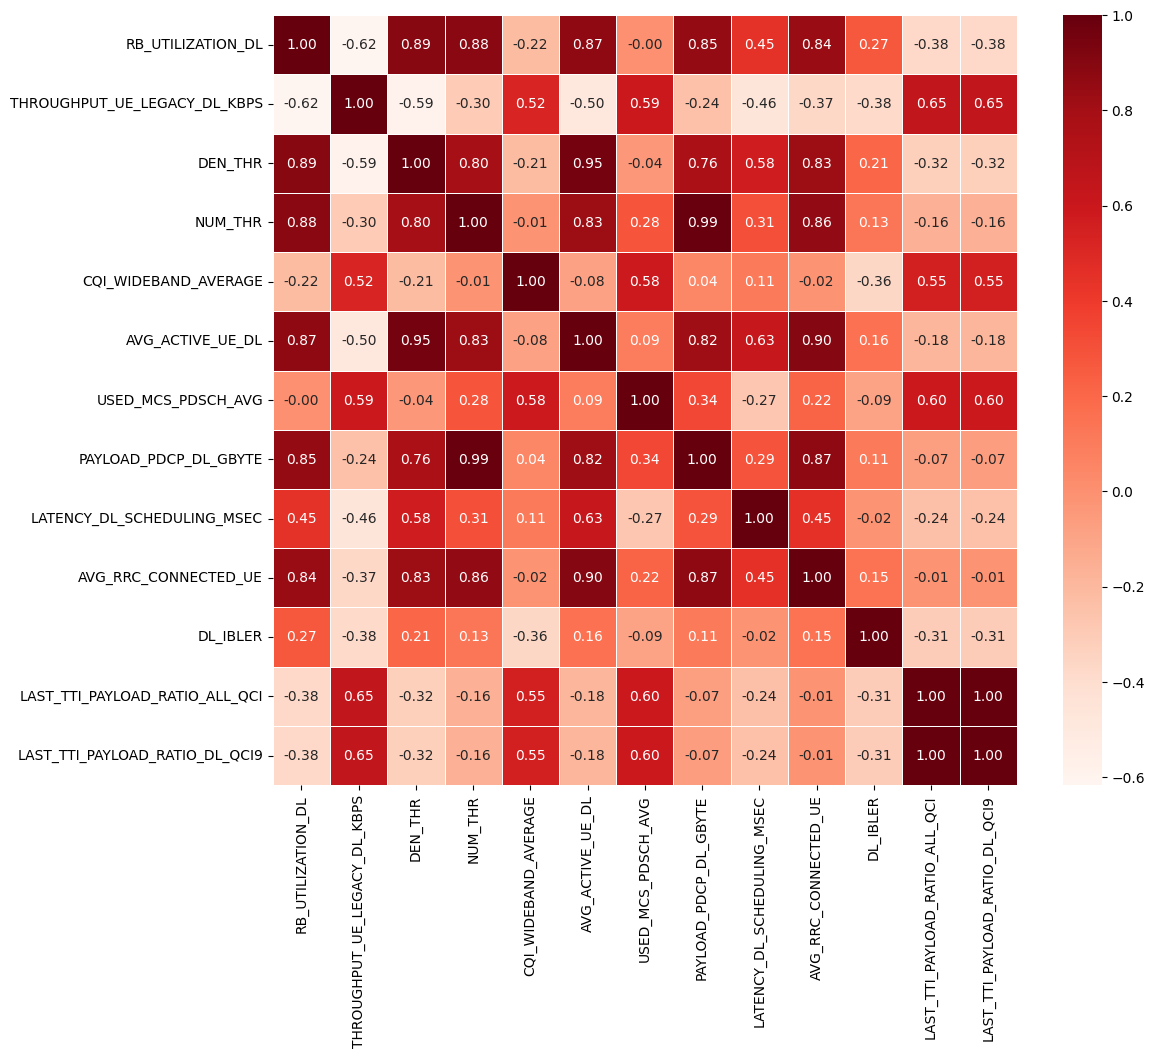 RB_UTILIZATION_DL 1.00 -0.62 0.89 0.88 -0.22 0.87 -0.00 0.85 0.45 0.84 0.27 -0.38 -0.38
THROUGHPUT_UE_LEGACY_DL_KBPS -0.62 1.00 -0.59 -0.30 0.52 -0.50 0.59 -0.24 -0.46 -0.37 -0.38 0.65 0.65
DEN_THR 0.89 -0.59 1.00 0.80 -0.21 0.95 -0.04 0.76 0.58 0.83 0.21 -0.32 -0.32
NUM_THR 0.88 -0.30 0.80 1.00 -0.01 0.83 0.28 0.99 0.31 0.86 0.13 -0.16 -0.16
CQI_WIDEBAND_AVERAGE -0.22 0.52 -0.21 -0.01 1.00 -0.08 0.58 0.04 0.11 -0.02 -0.36 0.55 0.55
AVG_ACTIVE_UE_DL 0.87 -0.50 0.95 0.83 -0.08 1.00 0.09 0.82 0.63 0.90 0.16 -0.18 -0.18
USED_MCS_PDSCH_AVG -0.00 0.59 -0.04 0.28 0.58 0.09 1.00 0.34 -0.27 0.22 -0.09 0.60 0.60
PAYLOAD_PDCP_DL_GBYTE 0.85 -0.24 0.76 0.99 0.04 0.82 0.34 1.00 0.29 0.87 0.11 -0.07 -0.07
LATENCY_DL_SCHEDULING_MSEC 0.45 -0.46 0.58 0.31 0.11 0.63 -0.27 0.29 1.00 0.45 -0.02 -0.24 -0.24
AVG_RRC_CONNECTED_UE 0.84 -0.37 0.83 0.86 -0.02 0.90 0.22 0.87 0.45 1.00 0.15 -0.01 -0.01
DL_IBLER 0.27 -0.38 0.21 0.13 -0.36 0.16 -0.09 0.11 -0.02 0.15 1.00 -0.31 -0.31
LAST_TTI_PAYLOAD_RATIO_ALL_QCI -0.38 0.65 -0.32 -0.16 0.55 -0.18 0.60 -0.07 -0.24 -0.01 -0.31 1.00 1.00
LAST_TTI_PAYLOAD_RATIO_DL_QCI9 -0.38 0.65 -0.32 -0.16 0.55 -0.18 0.60 -0.07 -0.24 -0.01 -0.31 1.00 1.00
RB_UTILIZATION_DL
THROUGHPUT_UE_LEGACY_DL_KBPS
DEN_THR
NUM_THR
CQI_WIDEBAND_AVERAGE
AVG_ACTIVE_UE_DL
USED_MCS_PDSCH_AVG
PAYLOAD_PDCP_DL_GBYTE
LATENCY_DL_SCHEDULING_MSEC
AVG_RRC_CONNECTED_UE
DL_IBLER
LAST_TTI_PAYLOAD_RATIO_ALL_QCI
LAST_TTI_PAYLOAD_RATIO_DL_QCI9
1.0
0.8
0.6
0.4
0.2
0.0
-0.2
-0.4
-0.6